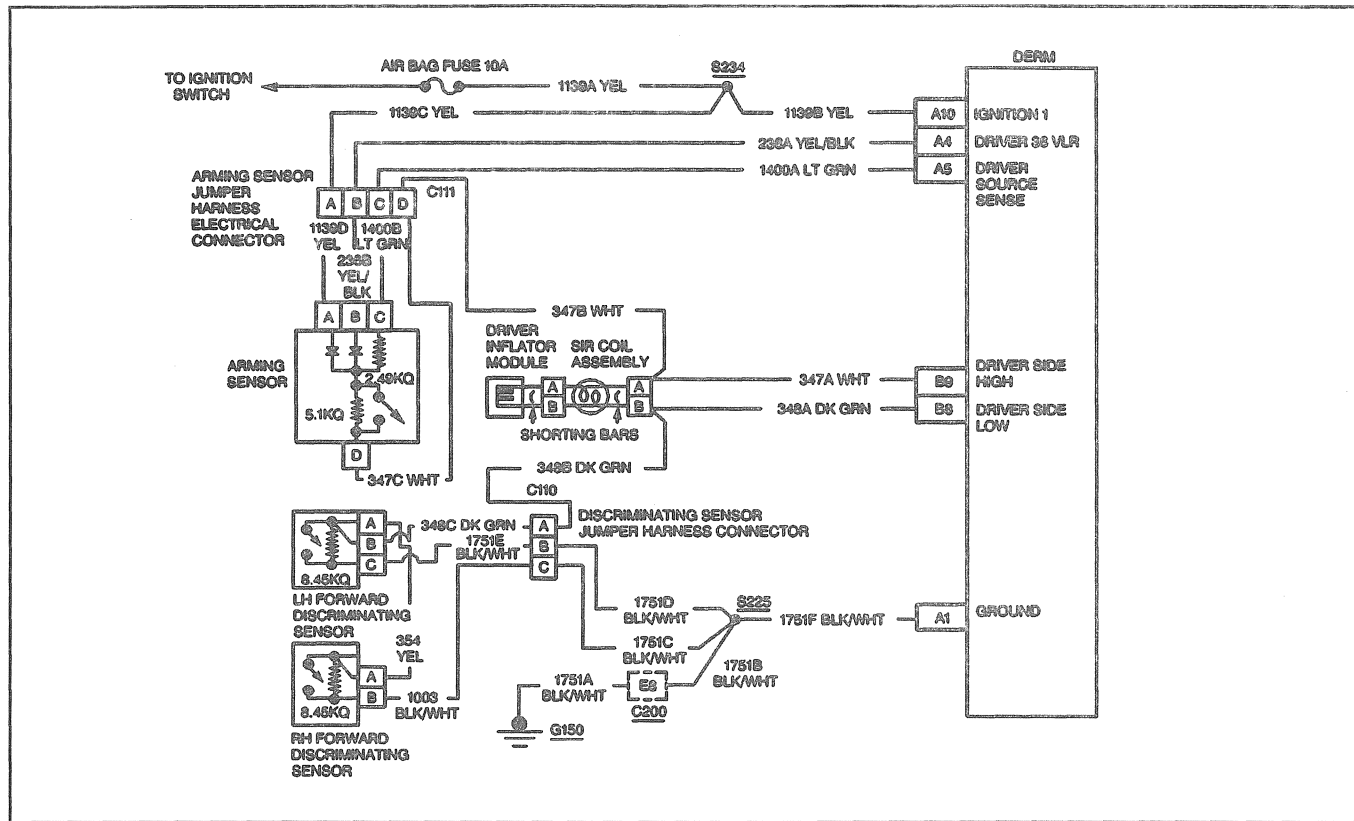 DERM
AIR BAG FUSE 10A
S234
TO IGNITION
SWITCH
1139A YEL
1139C YEL
1139B YEL
A10
IGNITION 1
236A YEL/BLK
A4
DRIVER 36 VLR
1400A LT GRN
A5
DRIVER
SOURCE
SENSE
ARMING SENSOR
JUMPER
HARNESS
ELECTRICAL
CONNECTOR
C111
A B C D
1139D
YEL
1400B
LT GRN
236B
YEL/
BLK
A B C
347B WHT
DRIVER
INFLATOR
MODULE
SIR COIL
ASSEMBLY
ARMING
SENSOR
2.49KΩ
5.1KΩ
D
347C WHT
A
B
A
B
SHORTING BARS
347A WHT
B9
DRIVER SIDE
HIGH
348A DK GRN
B8
DRIVER SIDE
LOW
348B DK GRN
C110
DISCRIMINATING SENSOR
JUMPER HARNESS CONNECTOR
A
B
C
348C DK GRN
1751E
BLK/WHT
A
B
C
8.45KΩ
LH FORWARD
DISCRIMINATING
SENSOR
354
YEL
A
B
8.45KΩ
1003
BLK/WHT
RH FORWARD
DISCRIMINATING
SENSOR
1751D
BLK/WHT
S225
1751F BLK/WHT
A1
GROUND
1751C
BLK/WHT
1751B
BLK/WHT
1751A
BLK/WHT
E8
C200
G150